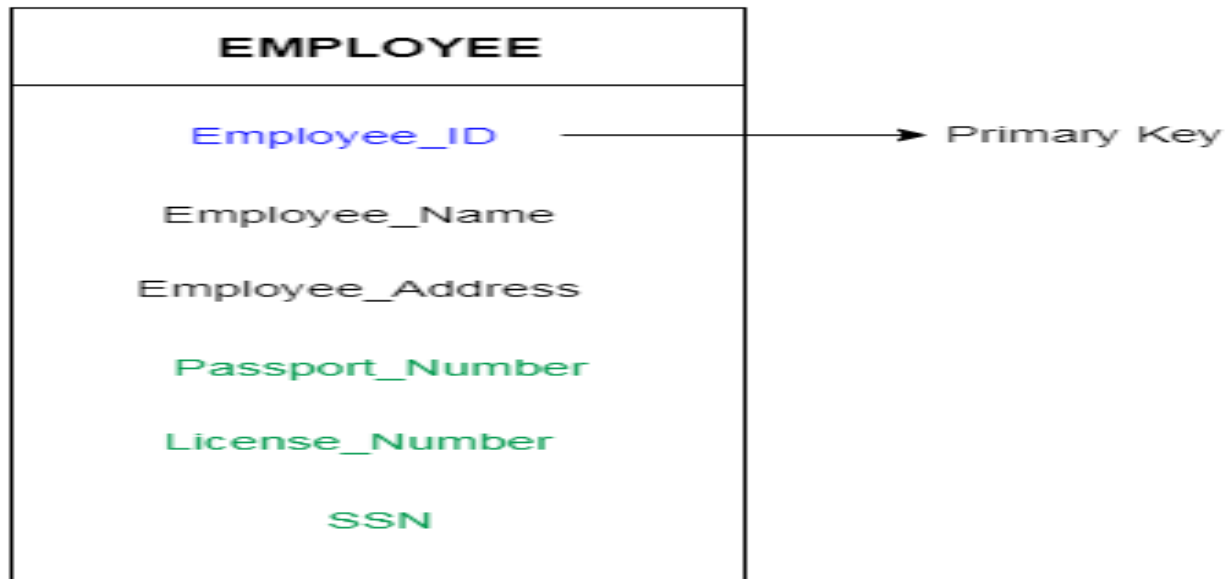 EMPLOYEE
Employee_ID Primary Key
Employee_Name
Employee_Address
Passport_Number
License_Number
SSN